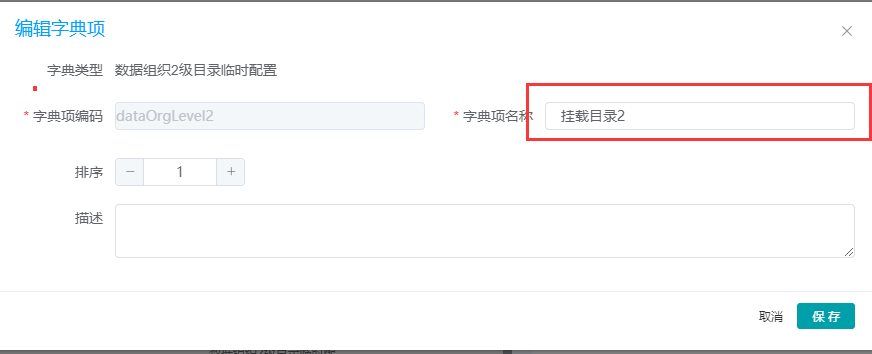 编辑字典项
字典类型 数据组织2级目录临时配置
* 字典项编码 dataOrgLevel2 * 字典项名称 挂载目录2
排序 − 1 +
描述
取消 保存